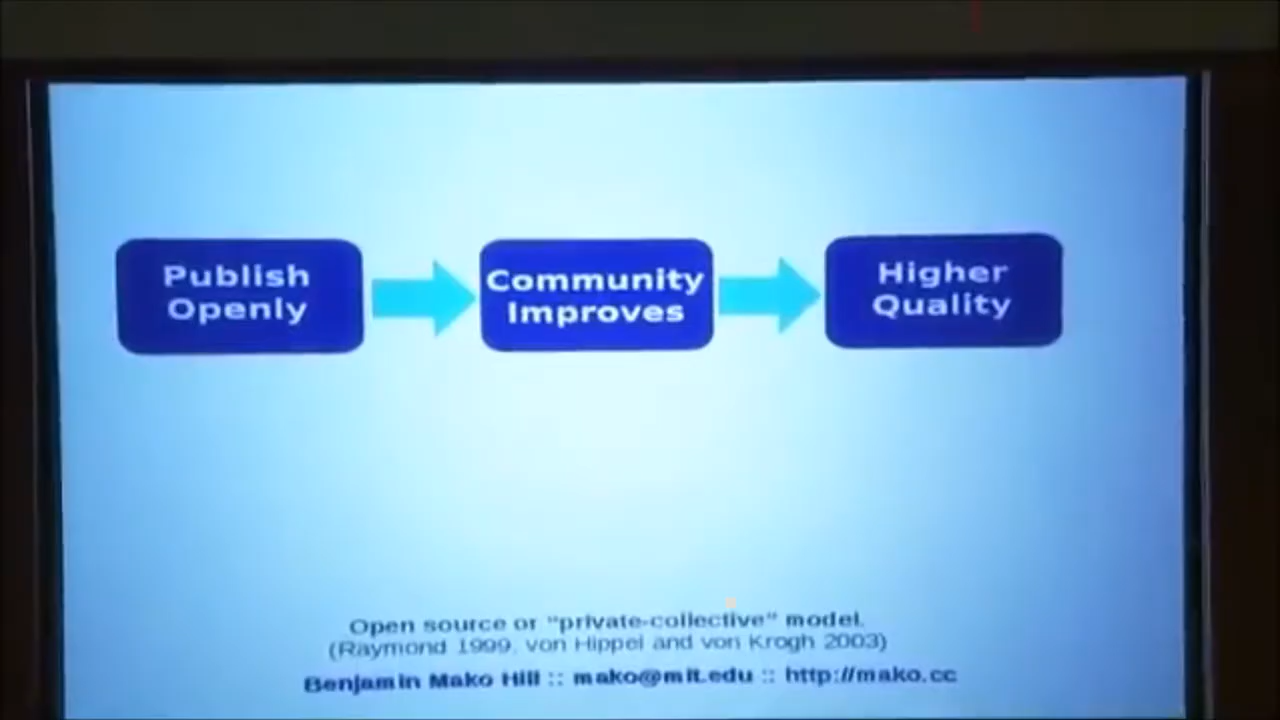 Publish
Openly
Community
Improves
Higher
Quality
Open source or "private-collective" model.
(Raymond 1999, von Hippel and von Krogh 2003)
Benjamin Mako Hill :: mako@mit.edu :: http://mako.cc